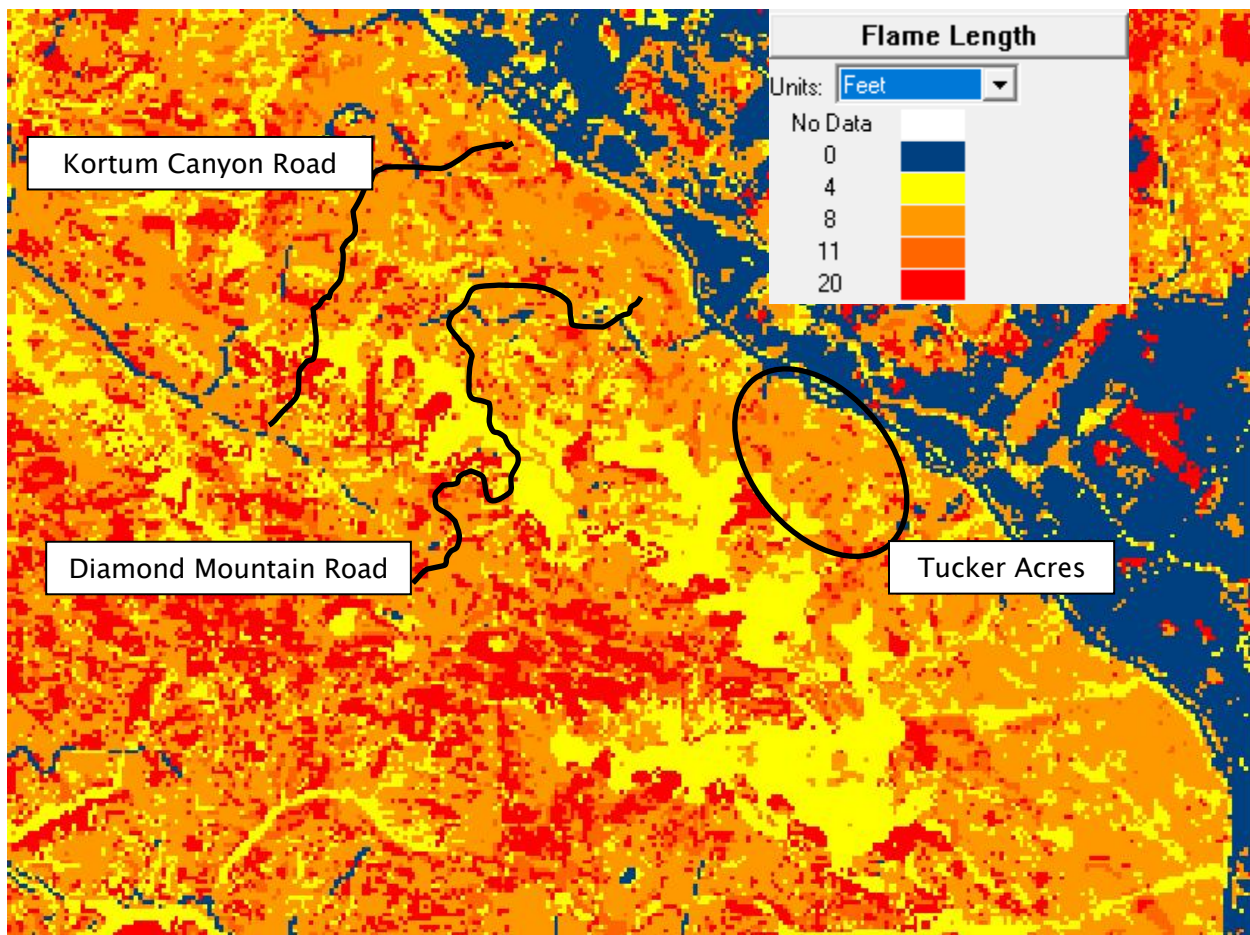 Flame Length
Units: Feet
No Data
0
4
8
11
20
Kortum Canyon Road
Diamond Mountain Road
Tucker Acres